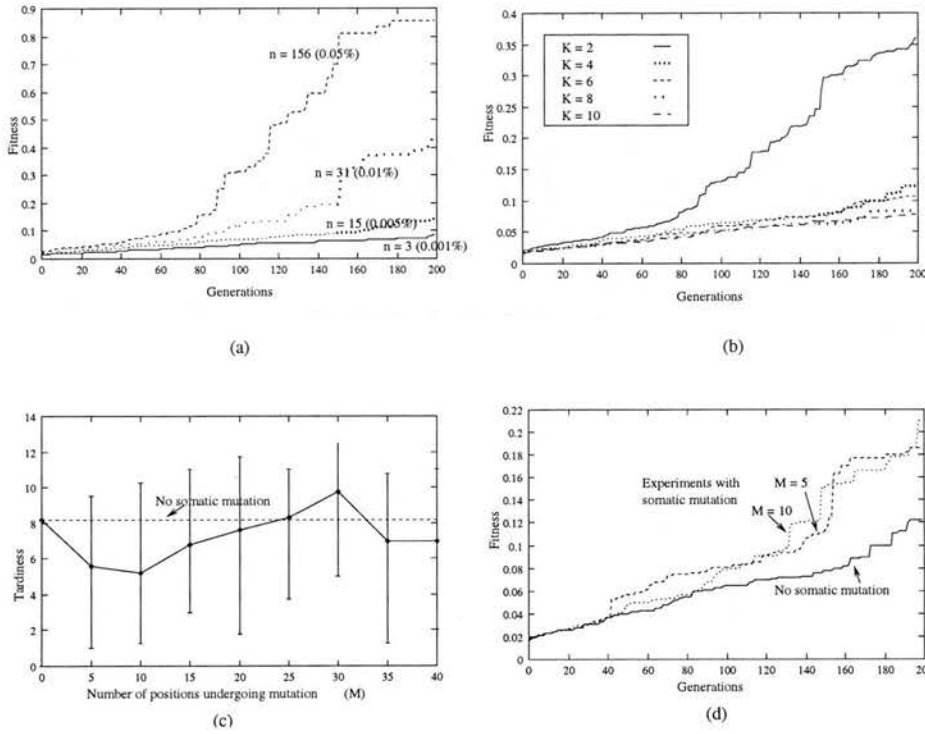 0.9
0.8
0.7
0.6
0.5
0.4
0.3
0.2
0.1
0
Fitness
n = 156 (0.05%)
n = 31 (0.01%)
n = 15 (0.005%)
n = 3 (0.001%)
0 20 40 60 80 100 120 140 160 180 200
Generations
(a)
0.4
0.35
0.3
0.25
0.2
0.15
0.1
0.05
0
Fitness
K = 2
K = 4
K = 6
K = 8
K = 10
0 20 40 60 80 100 120 140 160 180 200
Generations
(b)
14
12
10
8
6
4
2
0
Tardiness
No somatic mutation
0 5 10 15 20 25 30 35 40
Number of positions undergoing mutation (M)
(c)
0.22
0.2
0.18
0.16
0.14
0.12
0.1
0.08
0.06
0.04
0.02
0
Fitness
Experiments with
somatic mutation
M = 5
M = 10
No somatic mutation
0 20 40 60 80 100 120 140 160 180 200
Generations
(d)